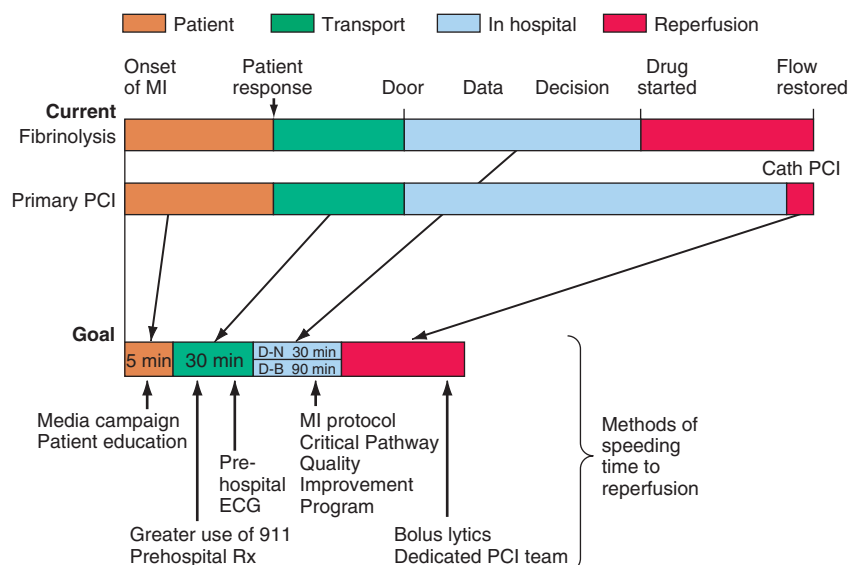 Patient
Transport
In hospital
Reperfusion
Onset
of MI
Patient
response
Door
Data
Decision
Drug
started
Flow
restored
Current
Fibrinolysis
Cath PCI
Primary PCI
Goal
5 min
30 min
D-N 30 min
D-B 90 min
Media campaign
Patient education
Pre-
hospital
ECG
MI protocol
Critical Pathway
Quality
Improvement
Program
Greater use of 911
Prehospital Rx
Bolus lytics
Dedicated PCI team
Methods of
speeding
time to
reperfusion